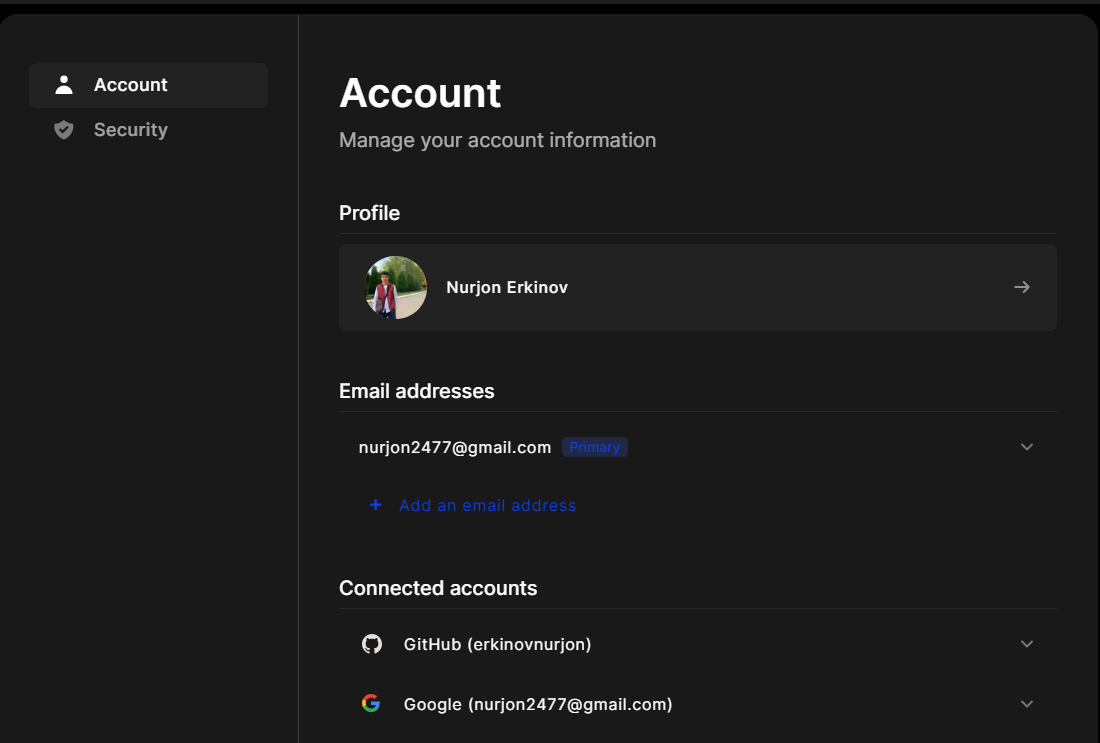 Account
Security
Account
Manage your account information
Profile
Nurjon Erkinov
Email addresses
nurjon2477@gmail.com Primary
+ Add an email address
Connected accounts
GitHub (erkinovnurjon)
Google (nurjon2477@gmail.com)